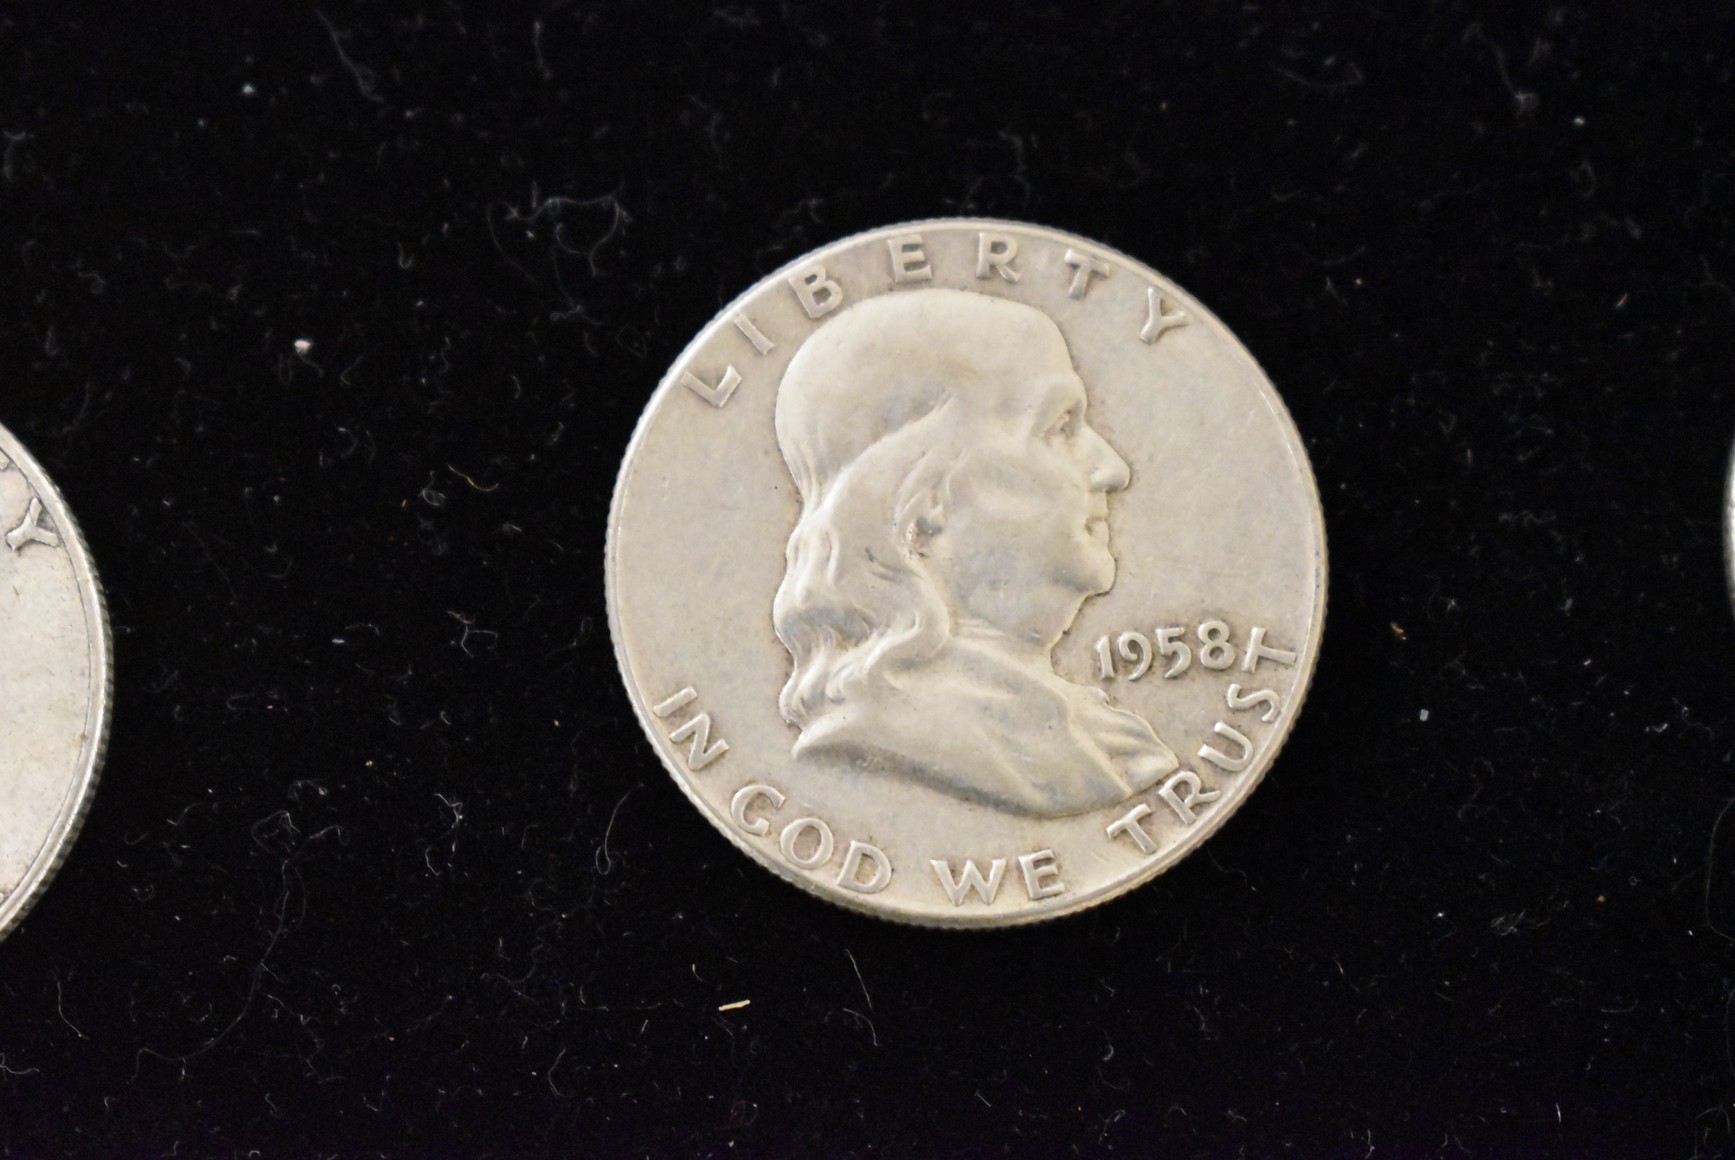 LIBERTY
1958
IN GOD WE TRUST
Y